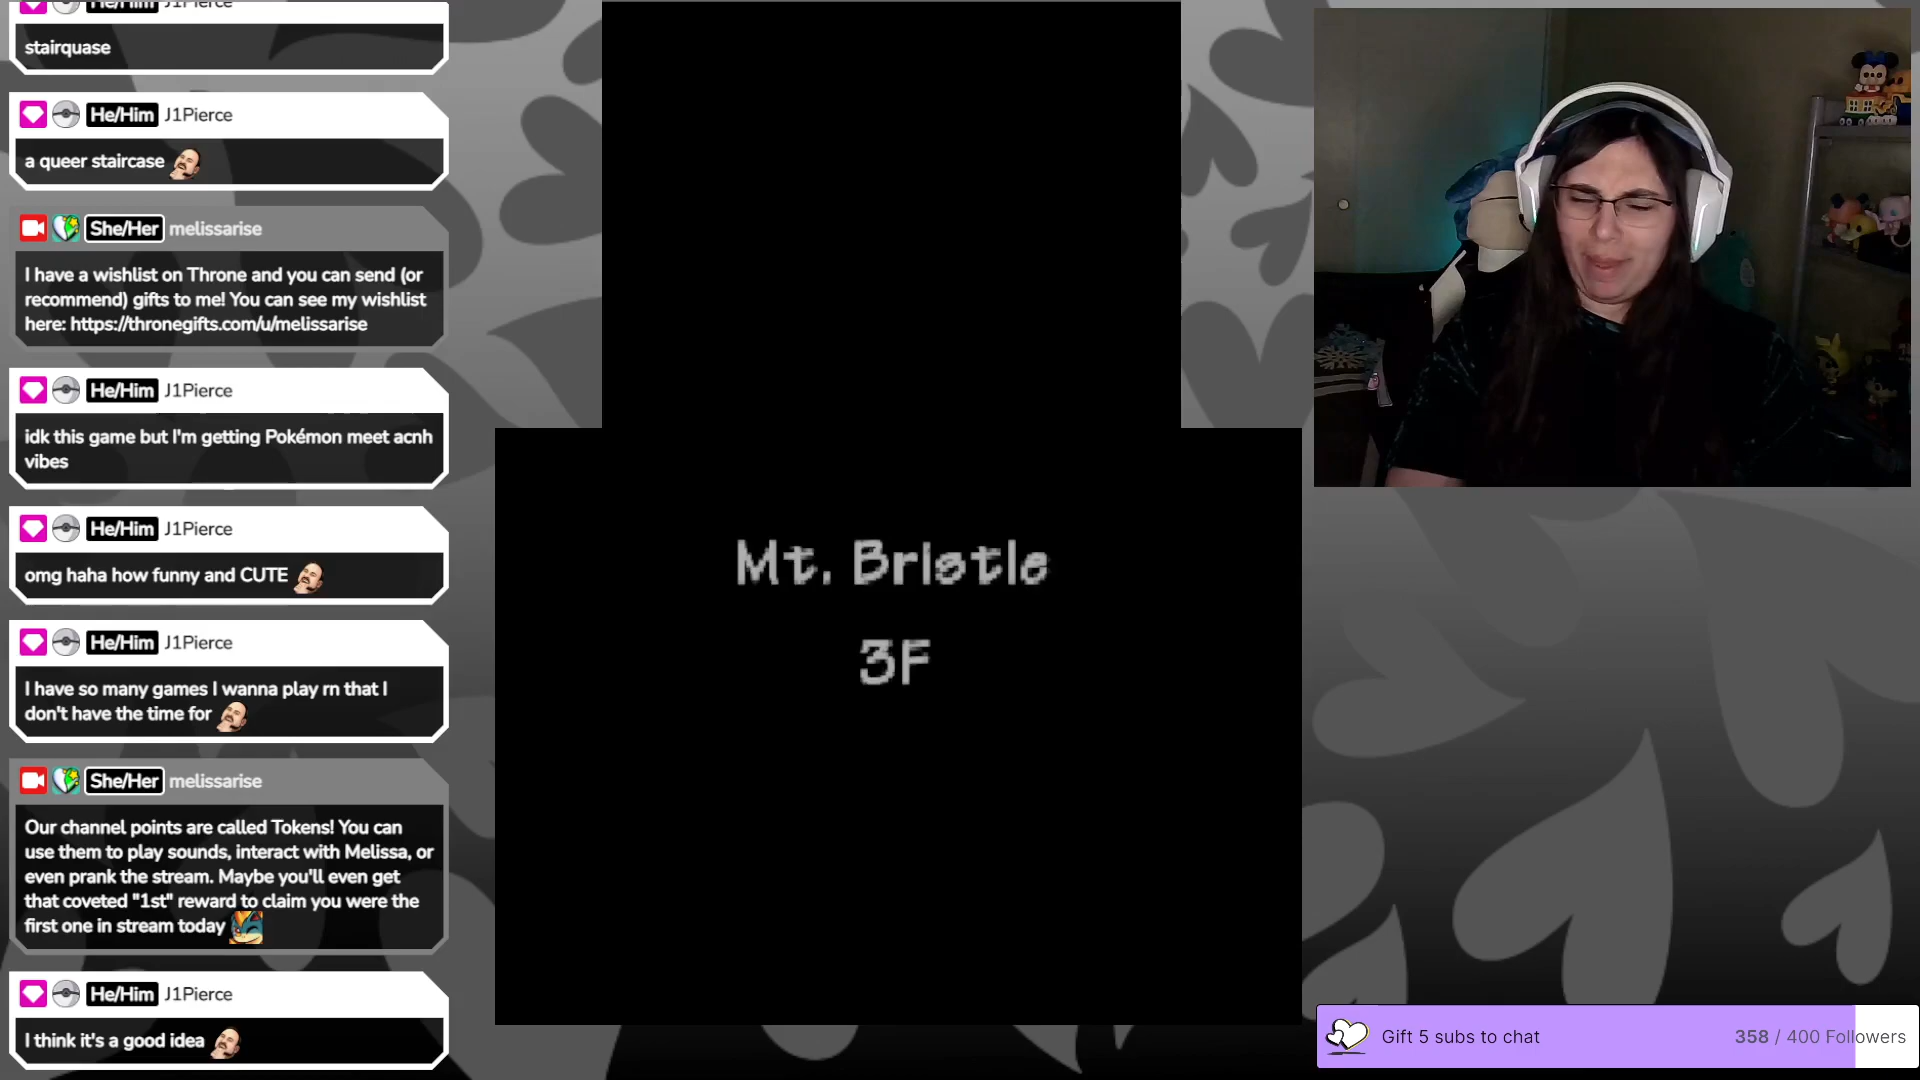 He/Him J1Pierce
stairquase
He/Him J1Pierce
a queer staircase
She/Her melissarise
I have a wishlist on Throne and you can send (or
recommend) gifts to me! You can see my wishlist
here: https://thronegifts.com/u/melissarise
He/Him J1Pierce
idk this game but I'm getting Pokémon meet acnh
vibes
He/Him J1Pierce
omg haha how funny and CUTE
He/Him J1Pierce
I have so many games I wanna play rn that I
don't have the time for
She/Her melissarise
Our channel points are called Tokens! You can
use them to play sounds, interact with Melissa, or
even prank the stream. Maybe you'll even get
that coveted "1st" reward to claim you were the
first one in stream today
He/Him J1Pierce
I think it's a good idea
Mt. Bristle
3F
Gift 5 subs to chat 358 / 400 Followers